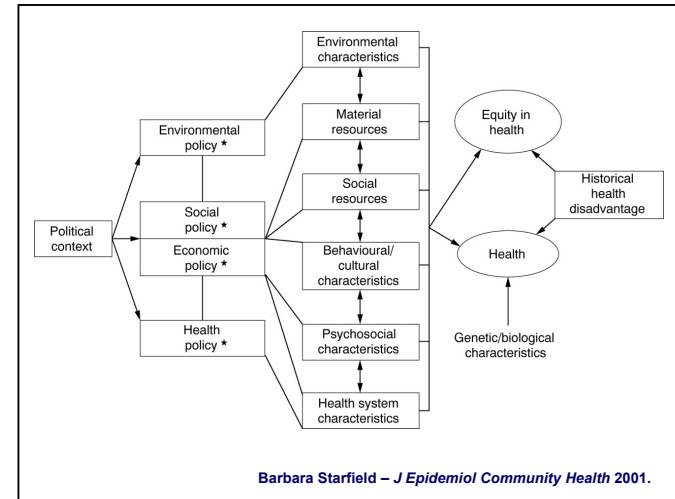 Political
context
Environmental
policy ★
Social
policy ★
Economic
policy ★
Health
policy ★
Environmental
characteristics
Material
resources
Social
resources
Behavioural/
cultural
characteristics
Psychosocial
characteristics
Health system
characteristics
Equity in
health
Historical
health
disadvantage
Health
Genetic/biological
characteristics
Barbara Starfield – J Epidemiol Community Health 2001.